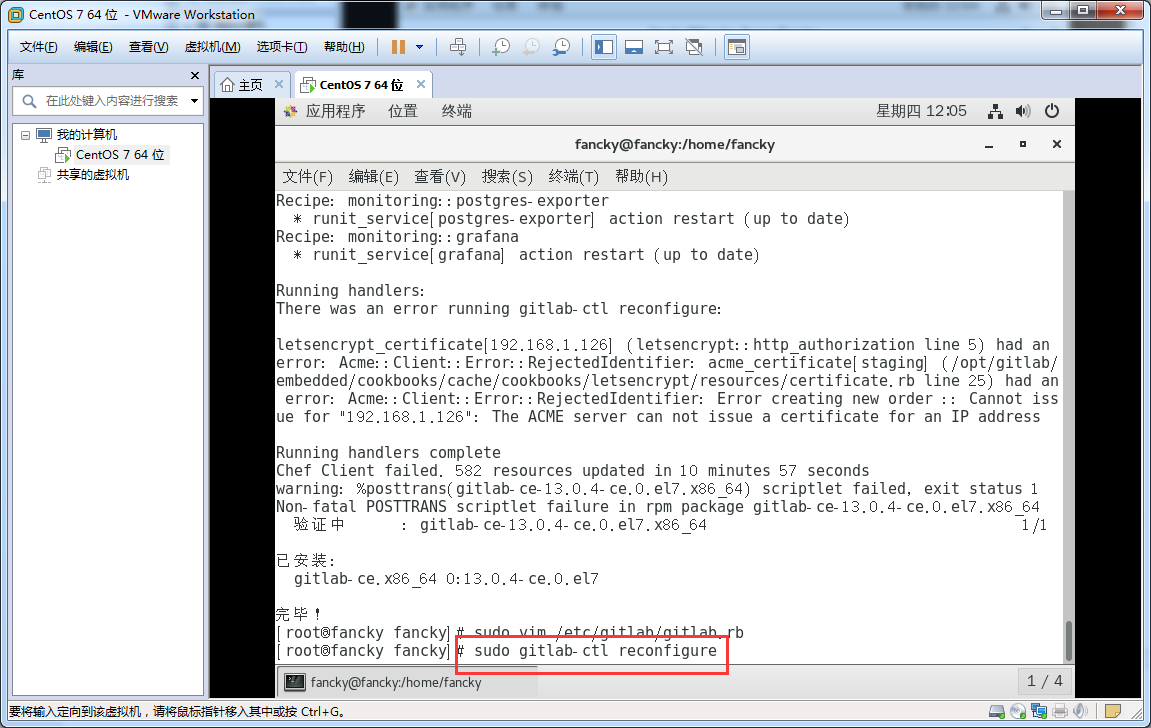 CentOS 7 64 位 - VMware Workstation
文件(F) 编辑(E) 查看(V) 虚拟机(M) 选项卡(T) 帮助(H)
库
在此处键入内容进行搜索
我的计算机
CentOS 7 64 位
共享的虚拟机
主页 CentOS 7 64 位
应用程序 位置 终端 星期四 12:05
fancky@fancky:/home/fancky
文件(F) 编辑(E) 查看(V) 搜索(S) 终端(T) 帮助(H)
Recipe: monitoring::postgres-exporter
* runit_service[postgres-exporter] action restart (up to date)
Recipe: monitoring::grafana
* runit_service[grafana] action restart (up to date)
Running handlers:
There was an error running gitlab-ctl reconfigure:
letsencrypt_certificate[192.168.1.126] (letsencrypt::http_authorization line 5) had an
error: Acme::Client::Error::RejectedIdentifier: acme_certificate[staging] (/opt/gitlab/
embedded/cookbooks/cache/cookbooks/letsencrypt/resources/certificate.rb line 25) had an
error: Acme::Client::Error::RejectedIdentifier: Error creating new order :: Cannot iss
ue for "192.168.1.126": The ACME server can not issue a certificate for an IP address
Running handlers complete
Chef Client failed. 582 resources updated in 10 minutes 57 seconds
warning: %posttrans(gitlab-ce-13.0.4-ce.0.el7.x86_64) scriptlet failed, exit status 1
Non-fatal POSTTRANS scriptlet failure in rpm package gitlab-ce-13.0.4-ce.0.el7.x86_64
验证中 : gitlab-ce-13.0.4-ce.0.el7.x86_64 1/1
已安装:
gitlab-ce.x86_64 0:13.0.4-ce.0.el7
完毕！
[root@fancky fancky]# sudo vim /etc/gitlab/gitlab.rb
[root@fancky fancky]# sudo gitlab-ctl reconfigure
fancky@fancky:/home/fancky 1 / 4
要将输入定向到该虚拟机，请将鼠标指针移入其中或按 Ctrl+G。